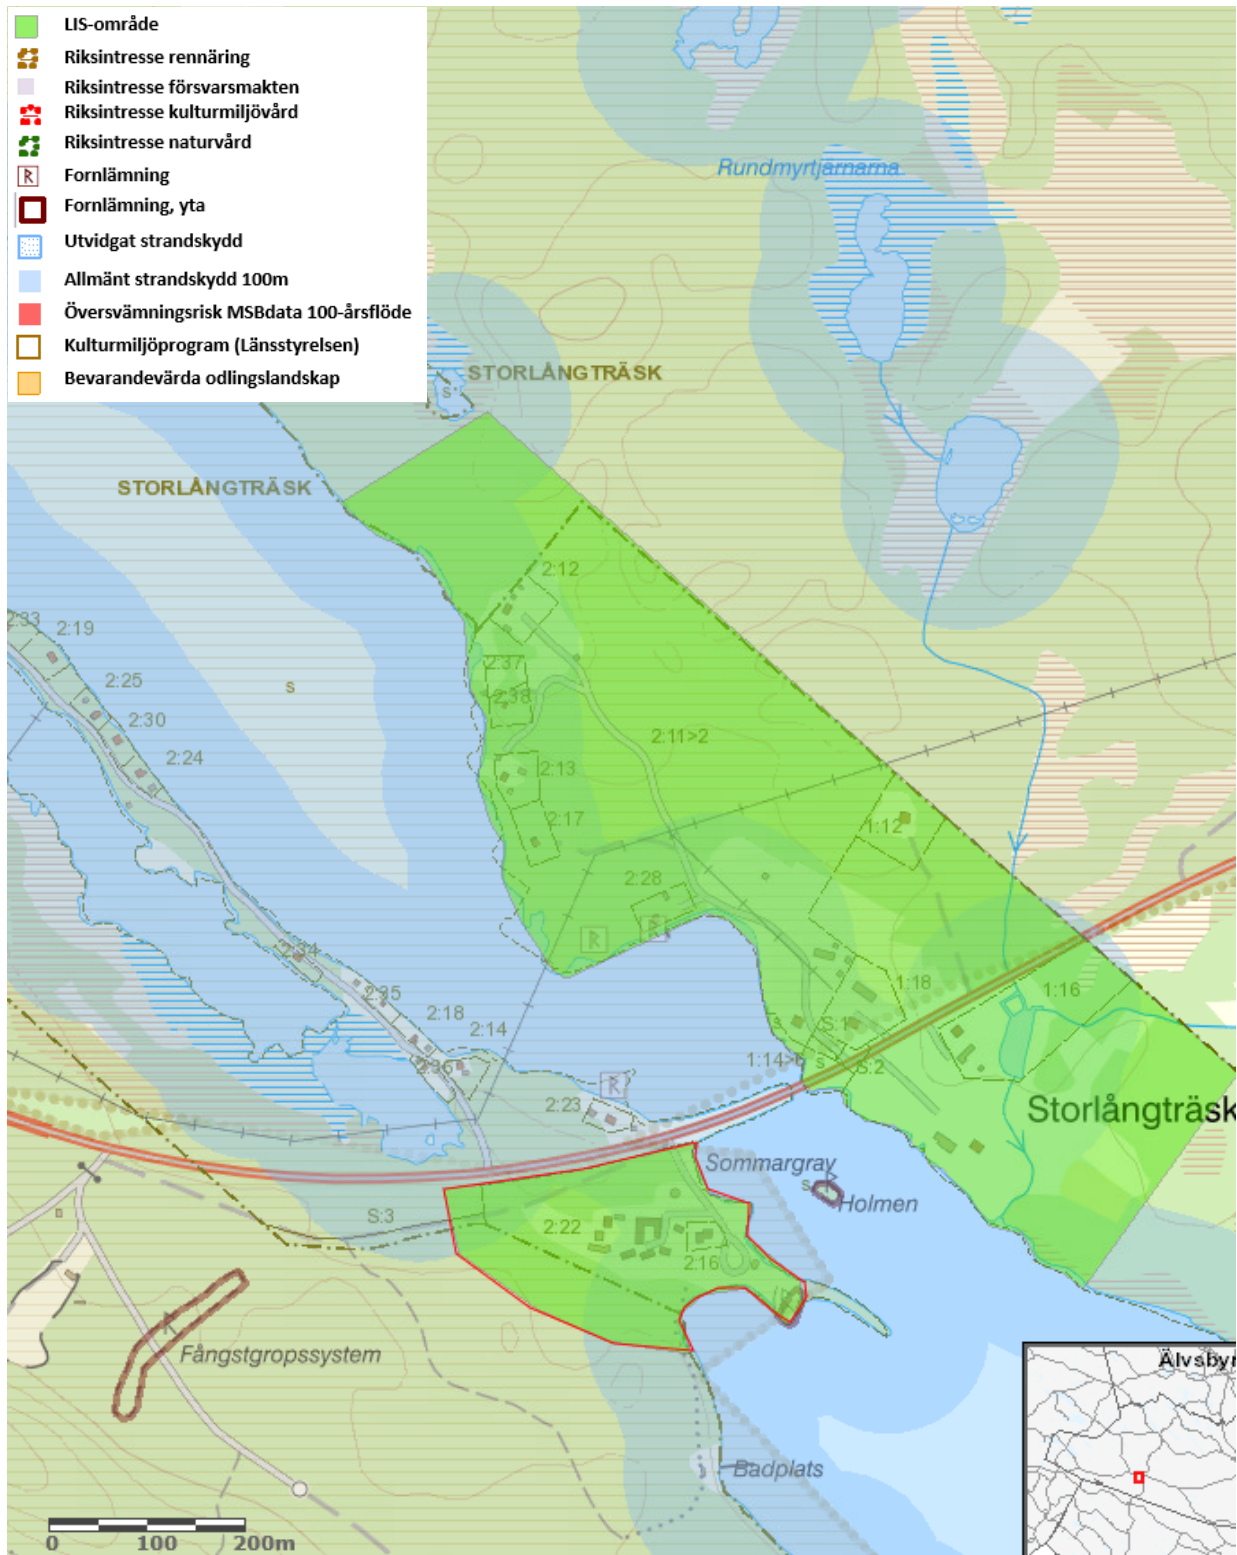 LIS-område
Riksintresse rennäring
Riksintresse försvarsmakten
Riksintresse kulturmiljövård
Riksintresse naturvård
R Fornlämning
Fornlämning, yta
Utvidgat strandskydd
Allmänt strandskydd 100m
Översvämningsrisk MSBdata 100-årsflöde
Kulturmiljöprogram (Länsstyrelsen)
Bevarandevärda odlingslandskap
Rundmyrtjärnarna
STORLÅNGTRÄSK
s
STORLÅNGTRÄSK
2:12
2:33
2:19
2:37
2:25
2:38
s
2:30
2:11>2
2:24
2:13
2:17
1:12
2:28
R
R
2:34
1:18
1:16
2:35
2:18
s
S:1
2:14
1:14>
s
S:2
2:36
R
2:23
Storlångträsk
Sommargray
s
R
Holmen
S:3
2:22
2:16
R
R
Fångstgropssystem
Älvsbyn
Badplats
0 100 200m